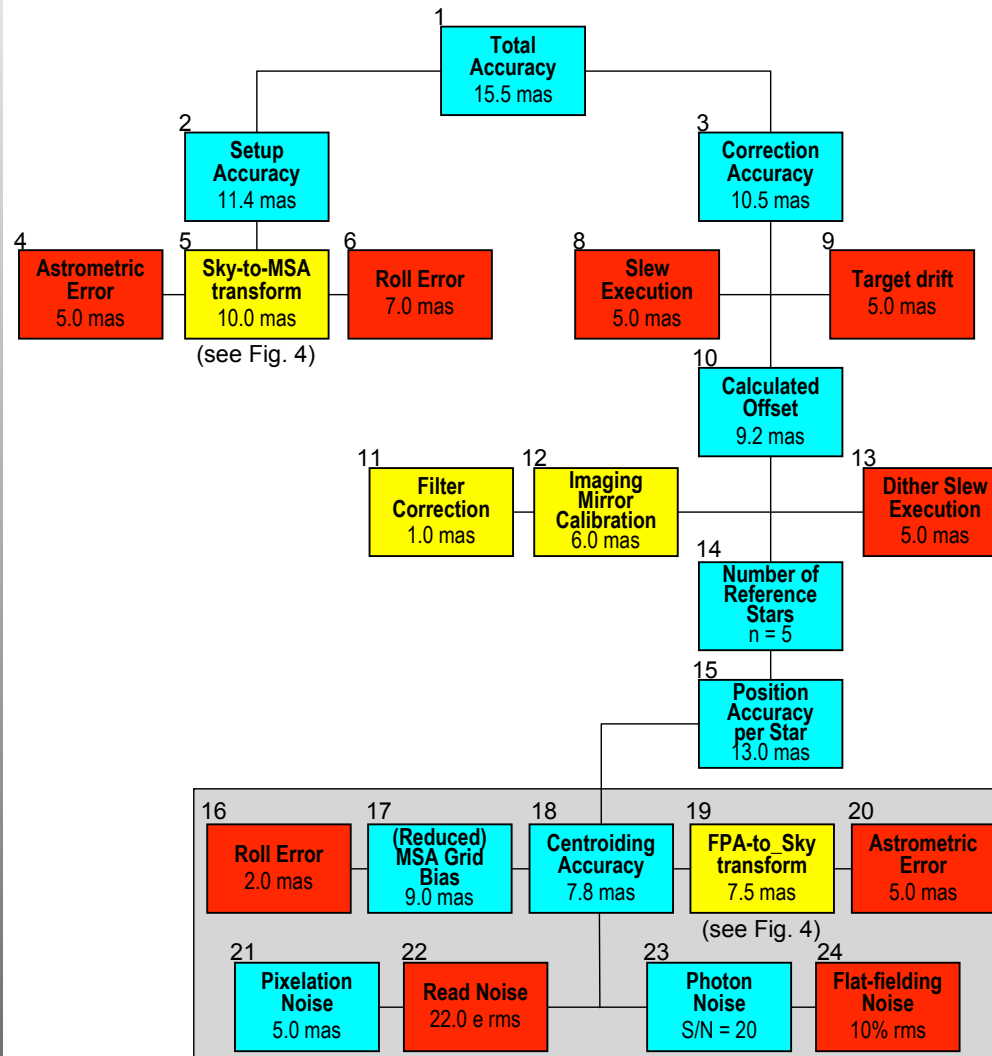 1
Total
Accuracy
15.5 mas
2
Setup
Accuracy
11.4 mas
3
Correction
Accuracy
10.5 mas
4
Astrometric
Error
5.0 mas
5
Sky-to-MSA
transform
10.0 mas
(see Fig. 4)
6
Roll Error
7.0 mas
8
Slew
Execution
5.0 mas
9
Target drift
5.0 mas
10
Calculated
Offset
9.2 mas
11
Filter
Correction
1.0 mas
12
Imaging
Mirror
Calibration
6.0 mas
13
Dither Slew
Execution
5.0 mas
14
Number of
Reference
Stars
n = 5
15
Position
Accuracy
per Star
13.0 mas
16
Roll Error
2.0 mas
17
(Reduced)
MSA Grid
Bias
9.0 mas
18
Centroiding
Accuracy
7.8 mas
19
FPA-to_Sky
transform
7.5 mas
(see Fig. 4)
20
Astrometric
Error
5.0 mas
21
Pixelation
Noise
5.0 mas
22
Read Noise
22.0 e rms
23
Photon
Noise
S/N = 20
24
Flat-fielding
Noise
10% rms